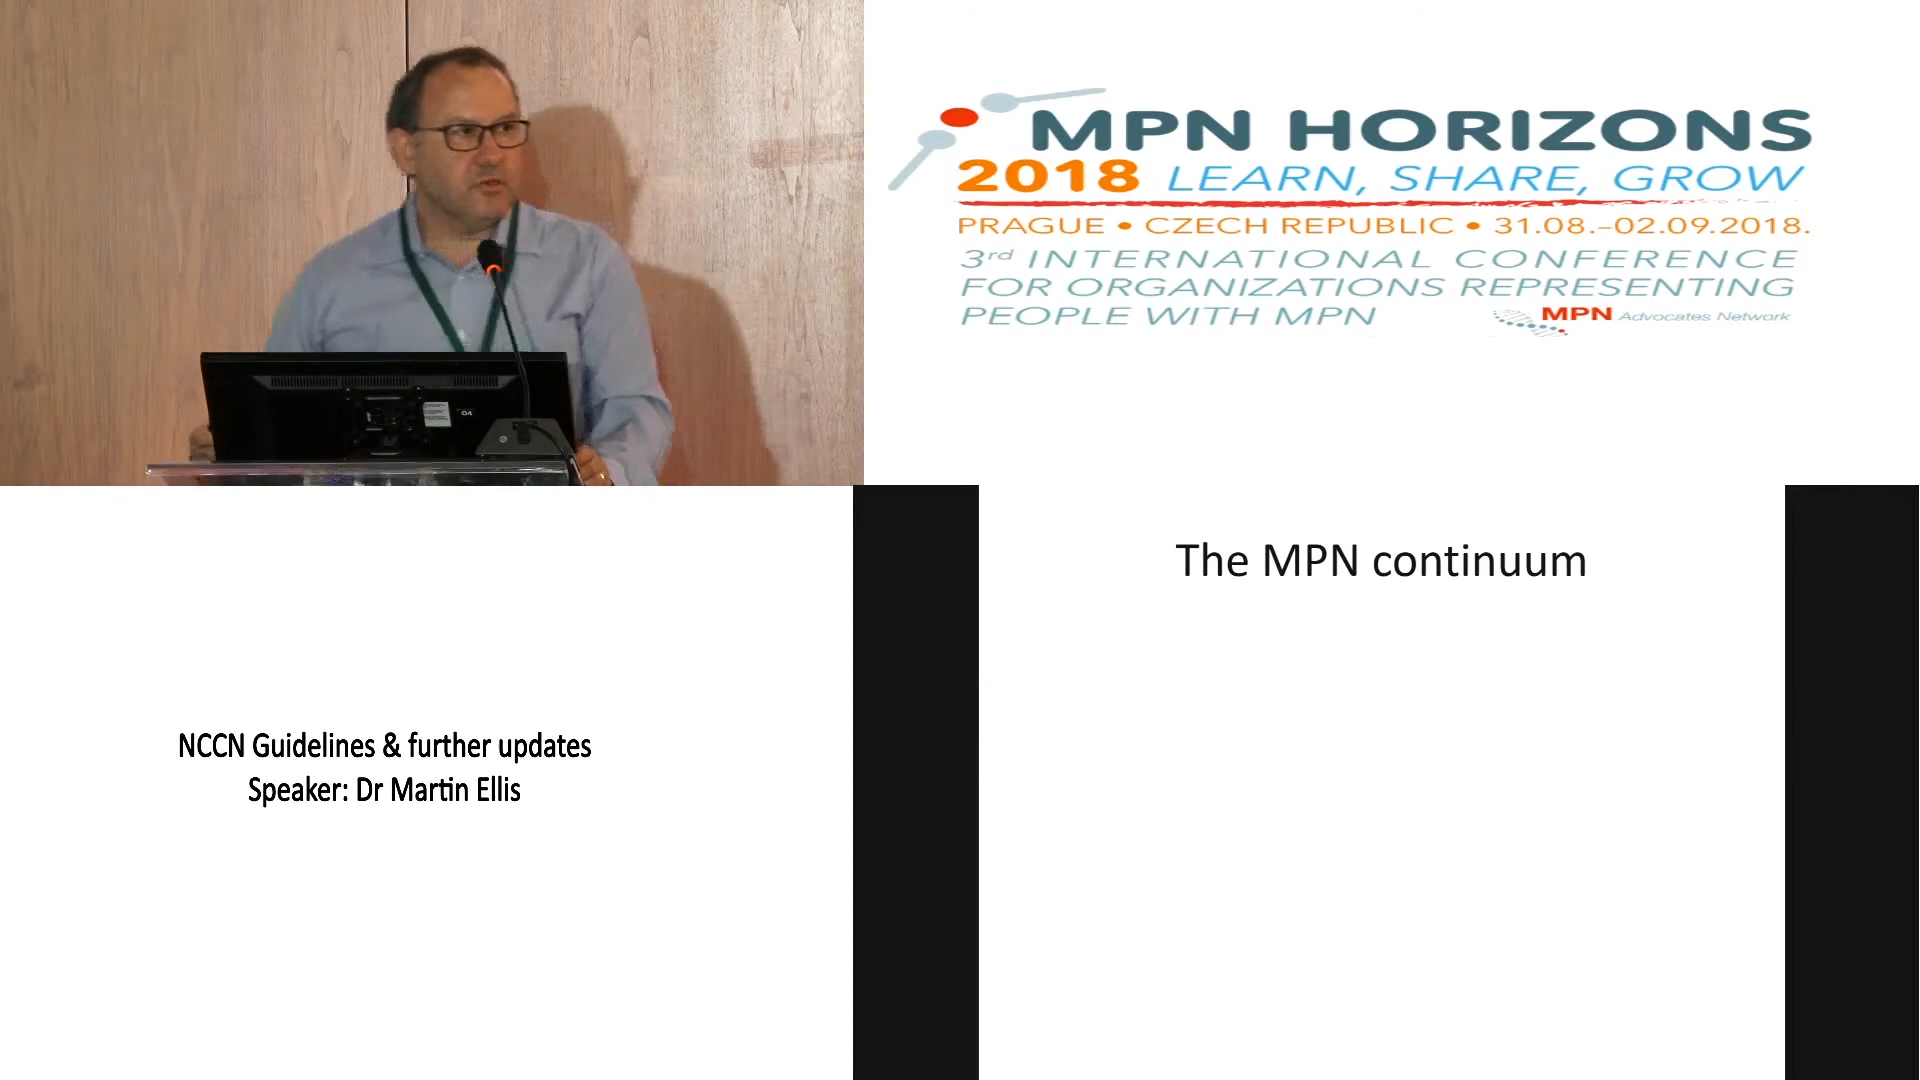 MPN HORIZONS
2018 LEARN, SHARE, GROW
PRAGUE • CZECH REPUBLIC • 31.08.–02.09.2018.
3rd INTERNATIONAL CONFERENCE
FOR ORGANIZATIONS REPRESENTING
PEOPLE WITH MPN
MPN Advocates Network
04
NCCN Guidelines & further updates
Speaker: Dr Martin Ellis
The MPN continuum